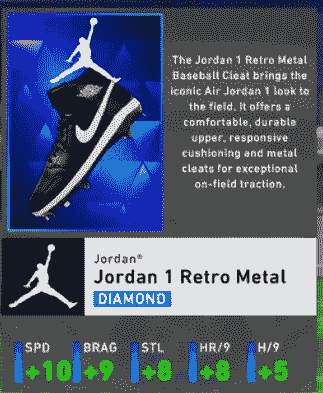 The Jordan 1 Retro Metal
Baseball Cleat brings the
iconic Air Jordan 1 look to
the field. It offers a
comfortable, durable
upper, responsive
cushioning and metal
cleats for exceptional
on-field traction.
Jordan®
Jordan 1 Retro Metal
DIAMOND
SPD BRAG STL HR/9 H/9
+10 +9 +8 +8 +5